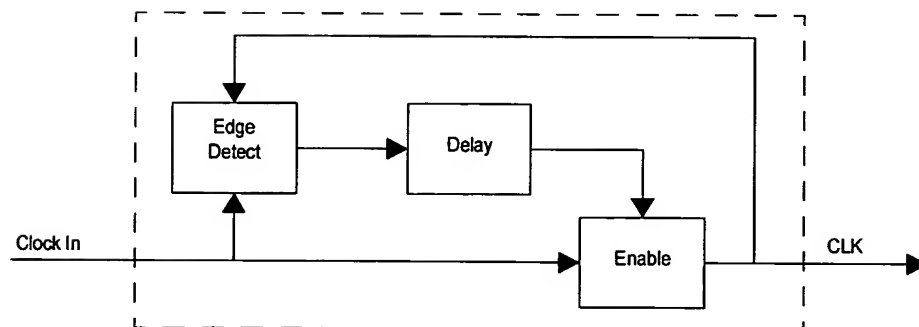 Edge
Detect
Delay
Clock In
Enable
CLK